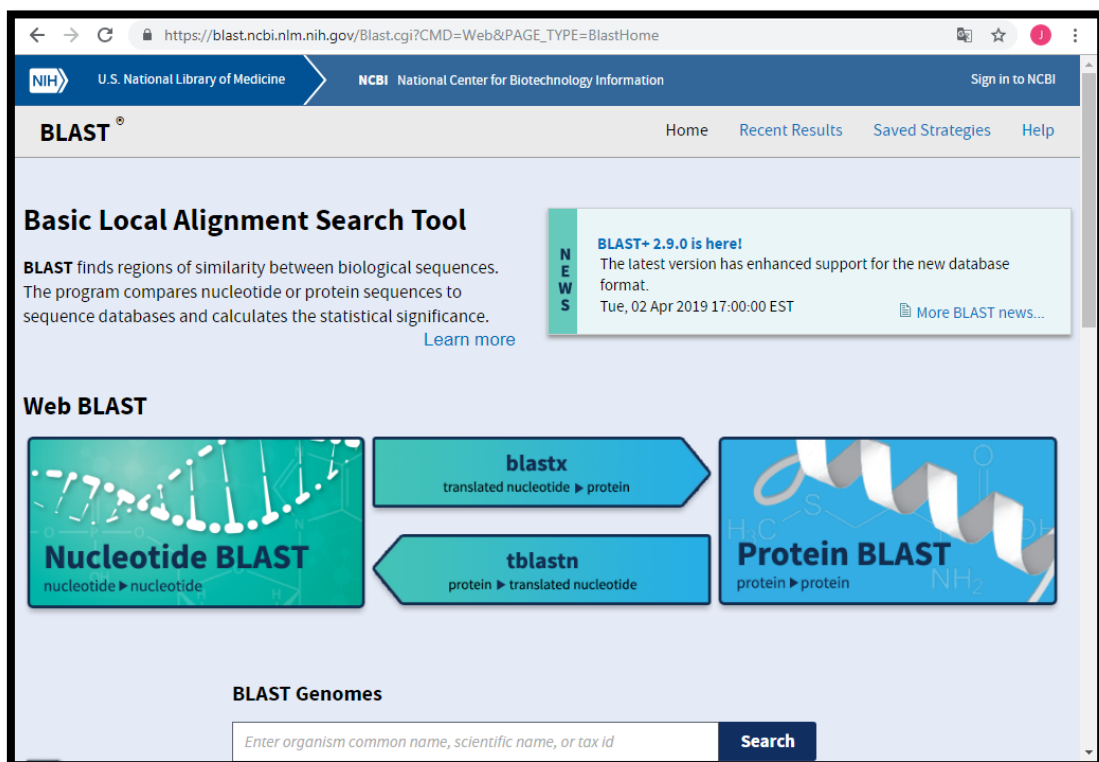 https://blast.ncbi.nlm.nih.gov/Blast.cgi?CMD=Web&PAGE_TYPE=BlastHome
J
NIH U.S. National Library of Medicine NCBI National Center for Biotechnology Information Sign in to NCBI
BLAST ® Home Recent Results Saved Strategies Help
Basic Local Alignment Search Tool
BLAST finds regions of similarity between biological sequences.
The program compares nucleotide or protein sequences to
sequence databases and calculates the statistical significance.
Learn more
NEWS
BLAST+ 2.9.0 is here!
The latest version has enhanced support for the new database
format.
Tue, 02 Apr 2019 17:00:00 EST
More BLAST news...
Web BLAST
Nucleotide BLAST
nucleotide ▶ nucleotide
blastx
translated nucleotide ▶ protein
tblastn
protein ▶ translated nucleotide
Protein BLAST
protein ▶ protein
H₃C S O OH NH₂
BLAST Genomes
Enter organism common name, scientific name, or tax id
Search